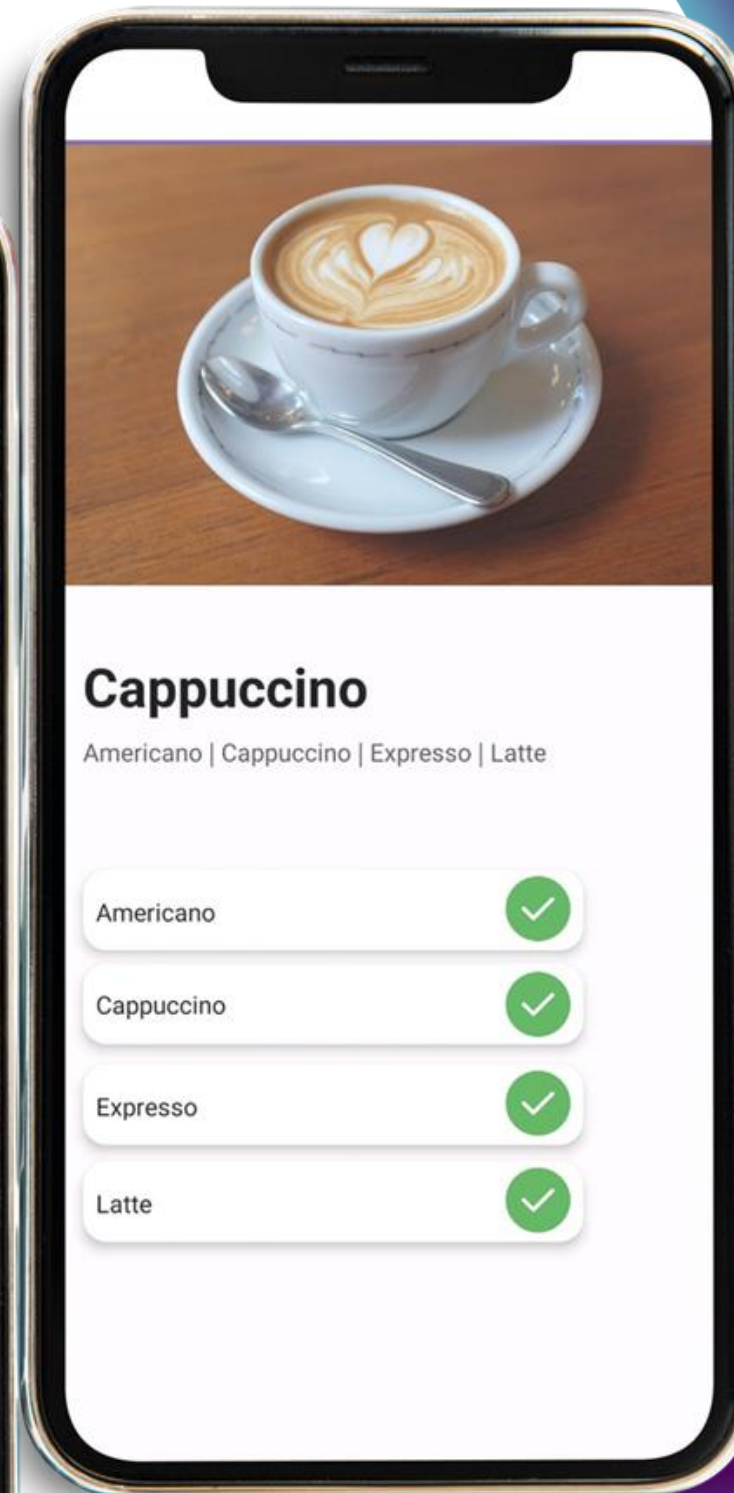 Cappuccino
Americano | Cappuccino | Expresso | Latte
Americano
Cappuccino
Expresso
Latte